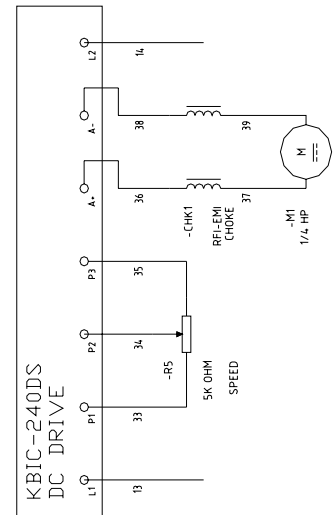 KBIC-240DS
DC DRIVE
L1
P1
P2
P3
A+
A-
L2
13
33
34
35
36
38
14
-R5
5K OHM
SPEED
-CHK1
RFI-EMI
CHOKE
37
39
M
-M1
1/4 HP